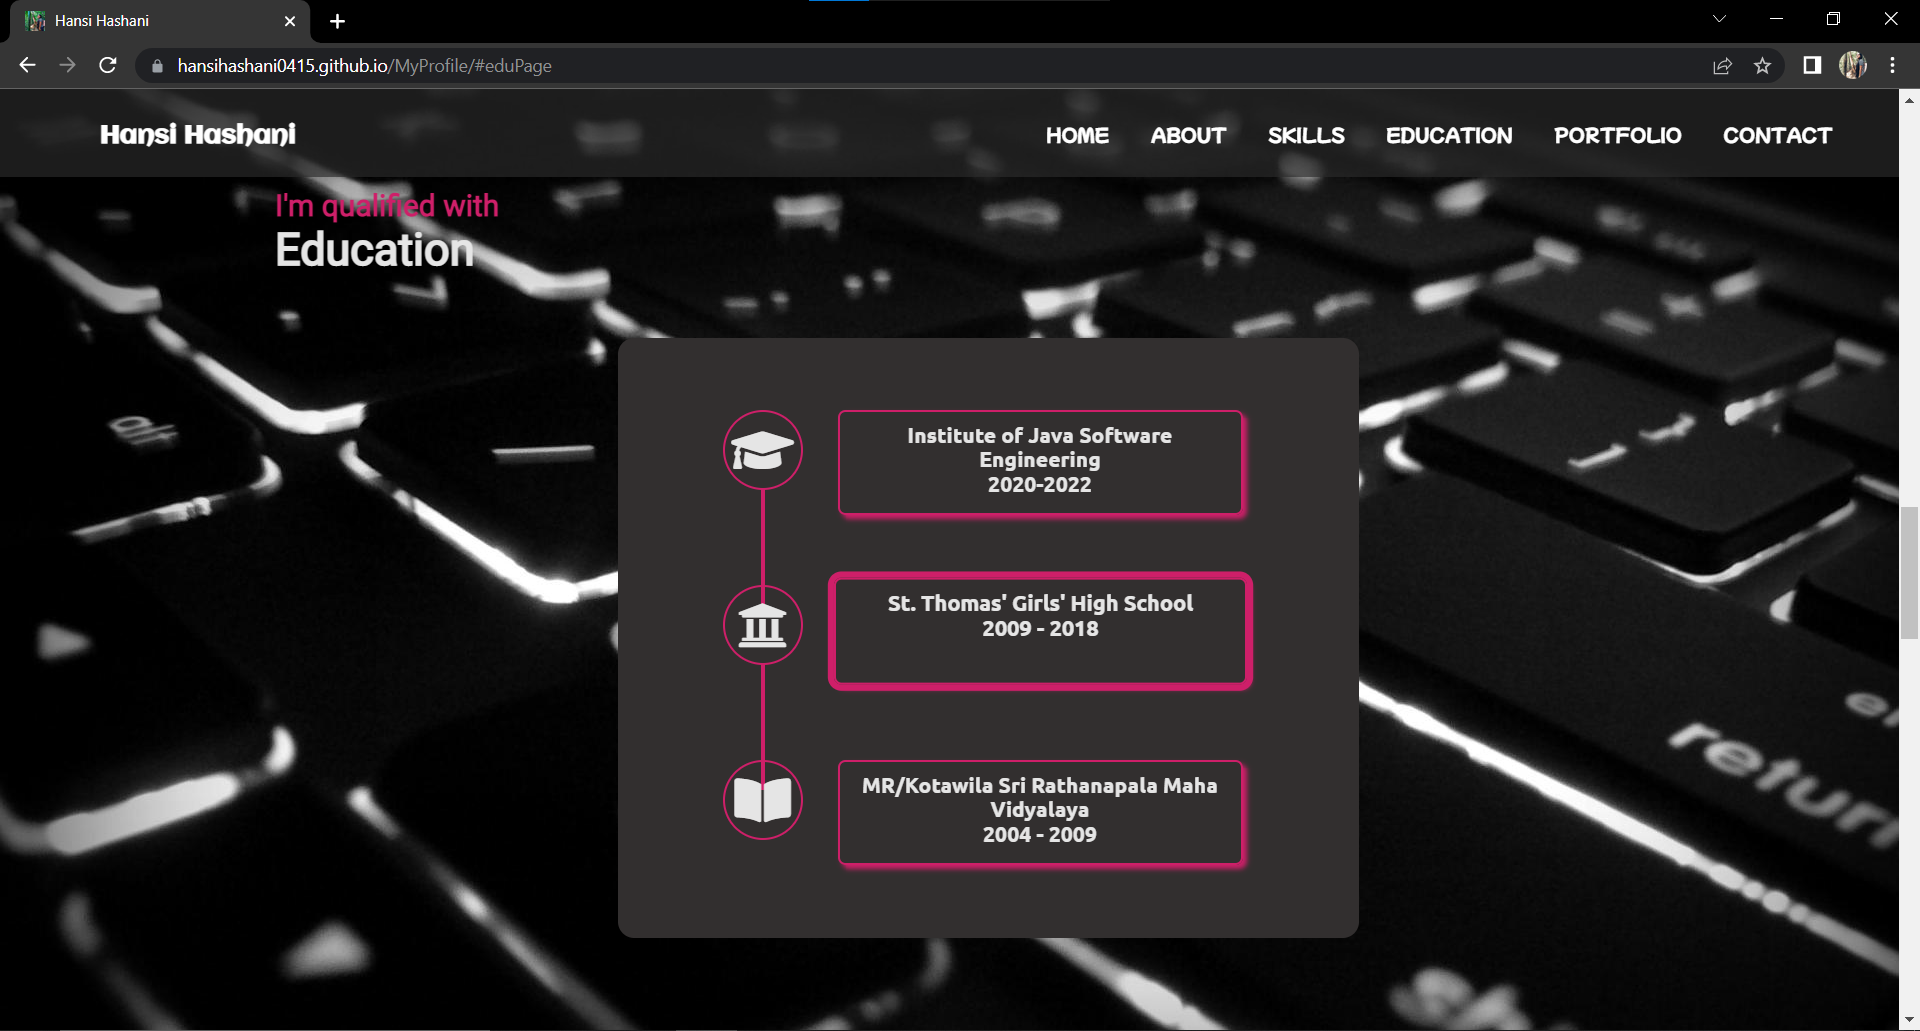 Hansi Hashani
hansihashani0415.github.io/MyProfile/#eduPage
Hansi Hashani
HOME
ABOUT
SKILLS
EDUCATION
PORTFOLIO
CONTACT
I'm qualified with
Education
alt
Institute of Java Software
Engineering
2020-2022
St. Thomas' Girls' High School
2009 - 2018
MR/Kotawila Sri Rathanapala Maha
Vidyalaya
2004 - 2009
return